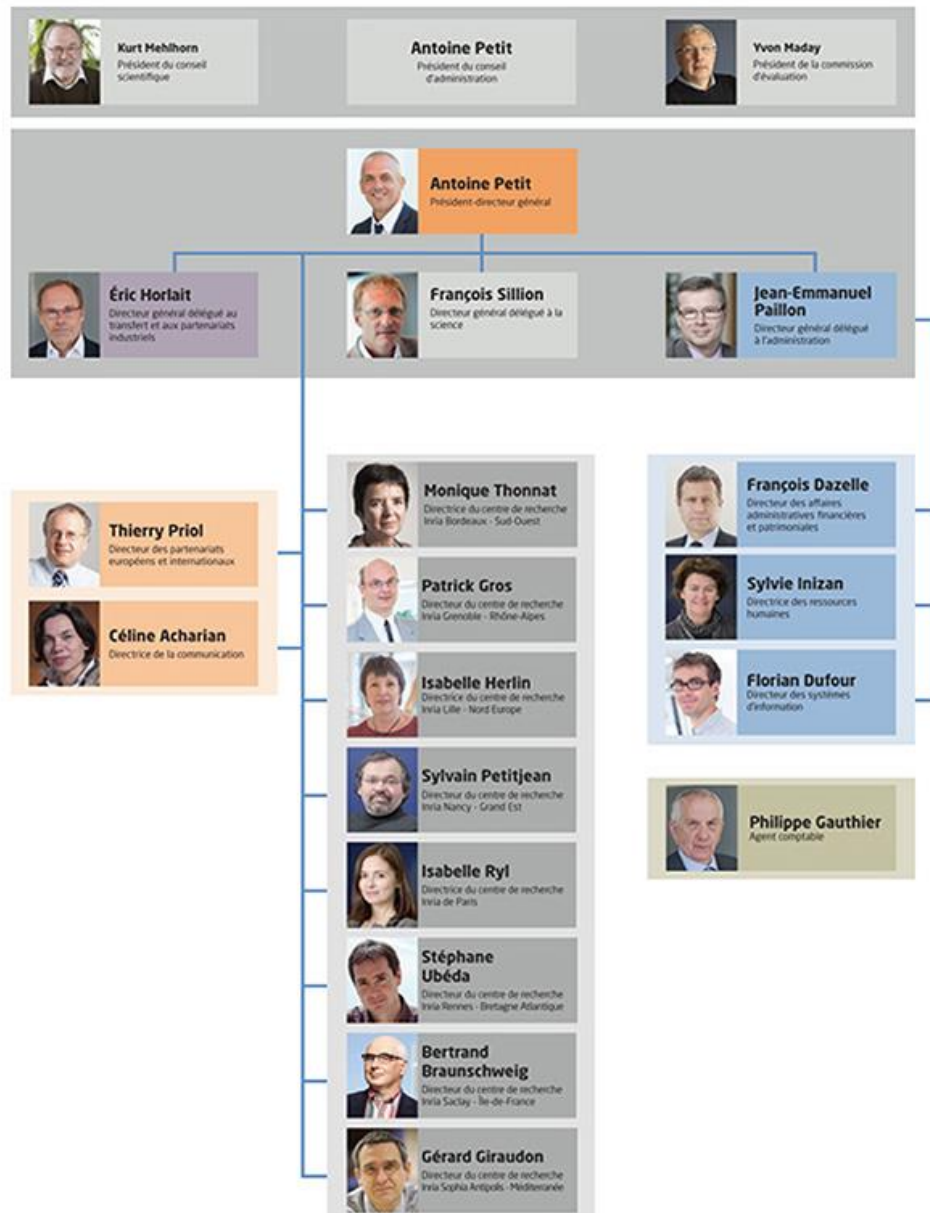 Kurt Mehlhorn
Président du conseil
scientifique
Antoine Petit
Président du conseil
d'administration
Yvon Maday
Président de la commission
d'évaluation
Antoine Petit
Président-directeur général
Éric Horlait
Directeur général délégué au
transfert et aux partenariats
industriels
François Sillion
Directeur général délégué à la
science
Jean-Emmanuel
Paillon
Directeur général délégué
à l'administration
Thierry Priol
Directeur des partenariats
européens et internationaux
Céline Acharian
Directrice de la communication
Monique Thonnat
Directrice du centre de recherche
Inria Bordeaux - Sud-Ouest
Patrick Gros
Directeur du centre de recherche
Inria Grenoble - Rhône-Alpes
Isabelle Herlin
Directrice du centre de recherche
Inria Lille - Nord Europe
Sylvain Petitjean
Directeur du centre de recherche
Inria Nancy - Grand Est
Isabelle Ryl
Directrice du centre de recherche
Inria de Paris
Stéphane
Ubéda
Directeur du centre de recherche
Inria Rennes - Bretagne Atlantique
Bertrand
Braunschweig
Directeur du centre de recherche
Inria Saclay - Île-de-France
Gérard Giraudon
Directeur du centre de recherche
Inria Sophia Antipolis - Méditerranée
François Dazelle
Directeur des affaires
administratives financières
et patrimoniales
Sylvie Inizan
Directrice des ressources
humaines
Florian Dufour
Directeur des systèmes
d'information
Philippe Gauthier
Agent comptable